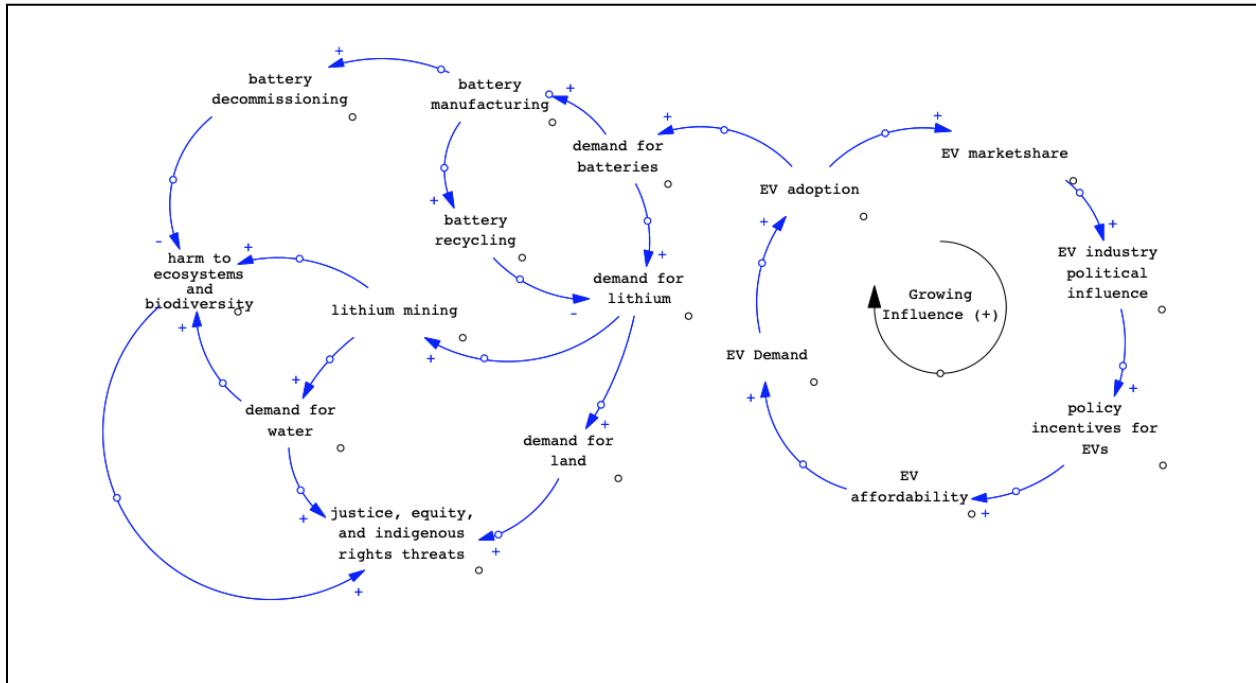 +
battery
decommissioning
battery
manufacturing
+
demand for
batteries
+
+
EV marketshare
EV adoption
+
battery
recycling
-
+
harm to
ecosystems
and
biodiversity
+
lithium mining
+
demand for
lithium
-
+
EV industry
political
influence
+
Growing
Influence (+)
EV Demand
+
+
demand for
water
+
demand for
land
+
policy
incentives for
EVs
+
EV
affordability
+
justice, equity,
and indigenous
rights threats
+
+
+